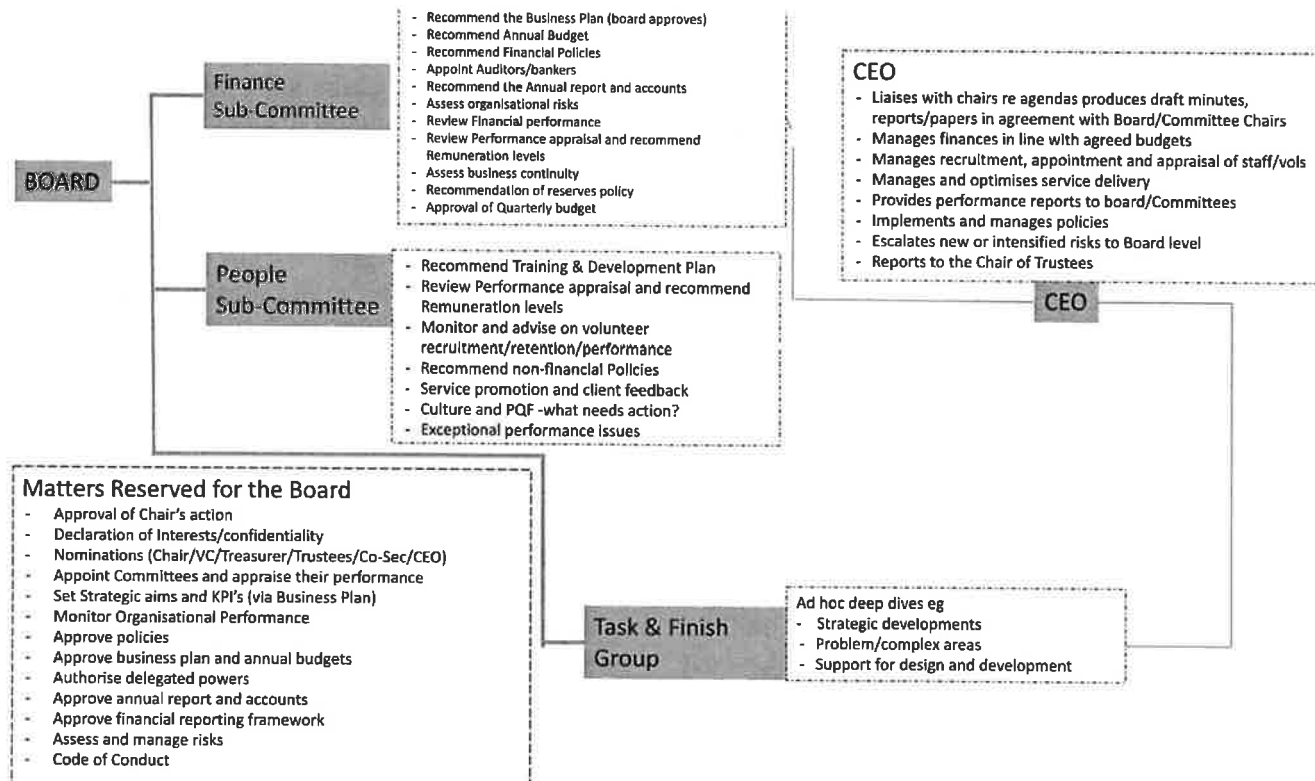 BOARD
Finance
Sub-Committee
- Recommend the Business Plan (board approves)
- Recommend Annual Budget
- Recommend Financial Policies
- Appoint Auditors/bankers
- Recommend the Annual report and accounts
- Assess organisational risks
- Review Financial performance
- Review Performance appraisal and recommend
Remuneration levels
- Assess business continuity
- Recommendation of reserves policy
- Approval of Quarterly budget
People
Sub-Committee
- Recommend Training & Development Plan
- Review Performance appraisal and recommend
Remuneration levels
- Monitor and advise on volunteer
recruitment/retention/performance
- Recommend non-financial Policies
- Service promotion and client feedback
- Culture and PQF -what needs action?
- Exceptional performance issues
CEO
- Liaises with chairs re agendas produces draft minutes,
reports/papers in agreement with Board/Committee Chairs
- Manages finances in line with agreed budgets
- Manages recruitment, appointment and appraisal of staff/vols
- Manages and optimises service delivery
- Provides performance reports to board/Committees
- Implements and manages policies
- Escalates new or intensified risks to Board level
- Reports to the Chair of Trustees
CEO
Matters Reserved for the Board
- Approval of Chair's action
- Declaration of Interests/confidentiality
- Nominations (Chair/VC/Treasurer/Trustees/Co-Sec/CEO)
- Appoint Committees and appraise their performance
- Set Strategic aims and KPI's (via Business Plan)
- Monitor Organisational Performance
- Approve policies
- Approve business plan and annual budgets
- Authorise delegated powers
- Approve annual report and accounts
- Approve financial reporting framework
- Assess and manage risks
- Code of Conduct
Task & Finish
Group
Ad hoc deep dives eg
- Strategic developments
- Problem/complex areas
- Support for design and development